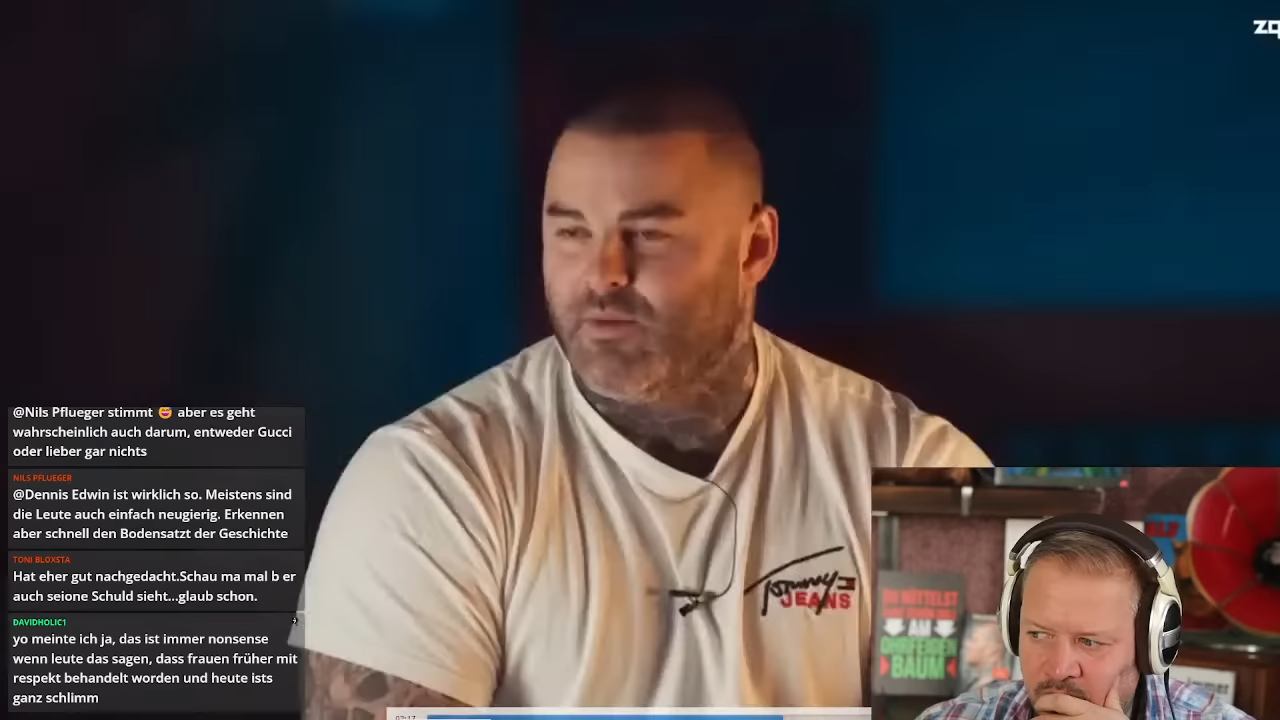 zq
@Nils Pflueger stimmt 😅 aber es geht
wahrscheinlich auch darum, entweder Gucci
oder lieber gar nichts
NILS PFLUEGER
@Dennis Edwin ist wirklich so. Meistens sind
die Leute auch einfach neugierig. Erkennen
aber schnell den Bodensatzt der Geschichte
TONI BLOXSTA
Hat eher gut nachgedacht.Schau ma mal b er
auch seione Schuld sieht...glaub schon.
DAVIDHOLIC1
yo meinte ich ja, das ist immer nonsense
wenn leute das sagen, dass frauen früher mit
respekt behandelt worden und heute ists
ganz schlimm
Tommy
JEANS
DU RÜTTELST
AM
OHRFEIGEN
BAUM